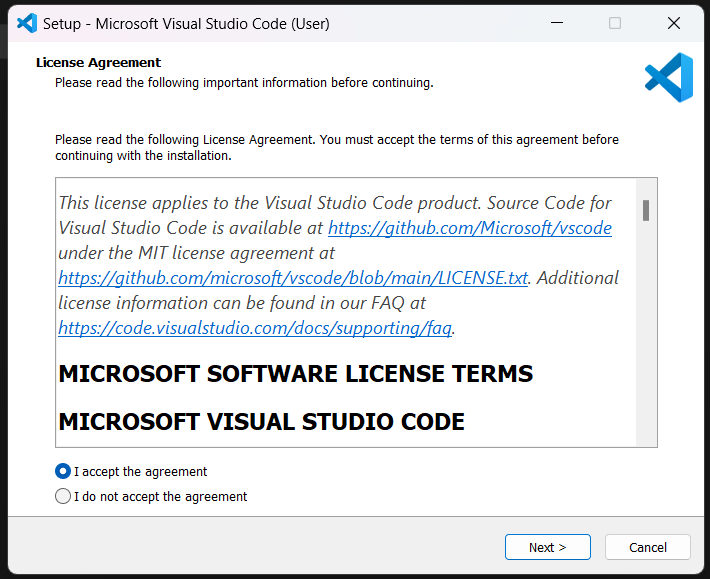 Setup - Microsoft Visual Studio Code (User)
License Agreement
Please read the following important information before continuing.
Please read the following License Agreement. You must accept the terms of this agreement before
continuing with the installation.
This license applies to the Visual Studio Code product. Source Code for
Visual Studio Code is available at https://github.com/Microsoft/vscode
under the MIT license agreement at
https://github.com/microsoft/vscode/blob/main/LICENSE.txt. Additional
license information can be found in our FAQ at
https://code.visualstudio.com/docs/supporting/faq.
MICROSOFT SOFTWARE LICENSE TERMS
MICROSOFT VISUAL STUDIO CODE
I accept the agreement
I do not accept the agreement
Next >
Cancel